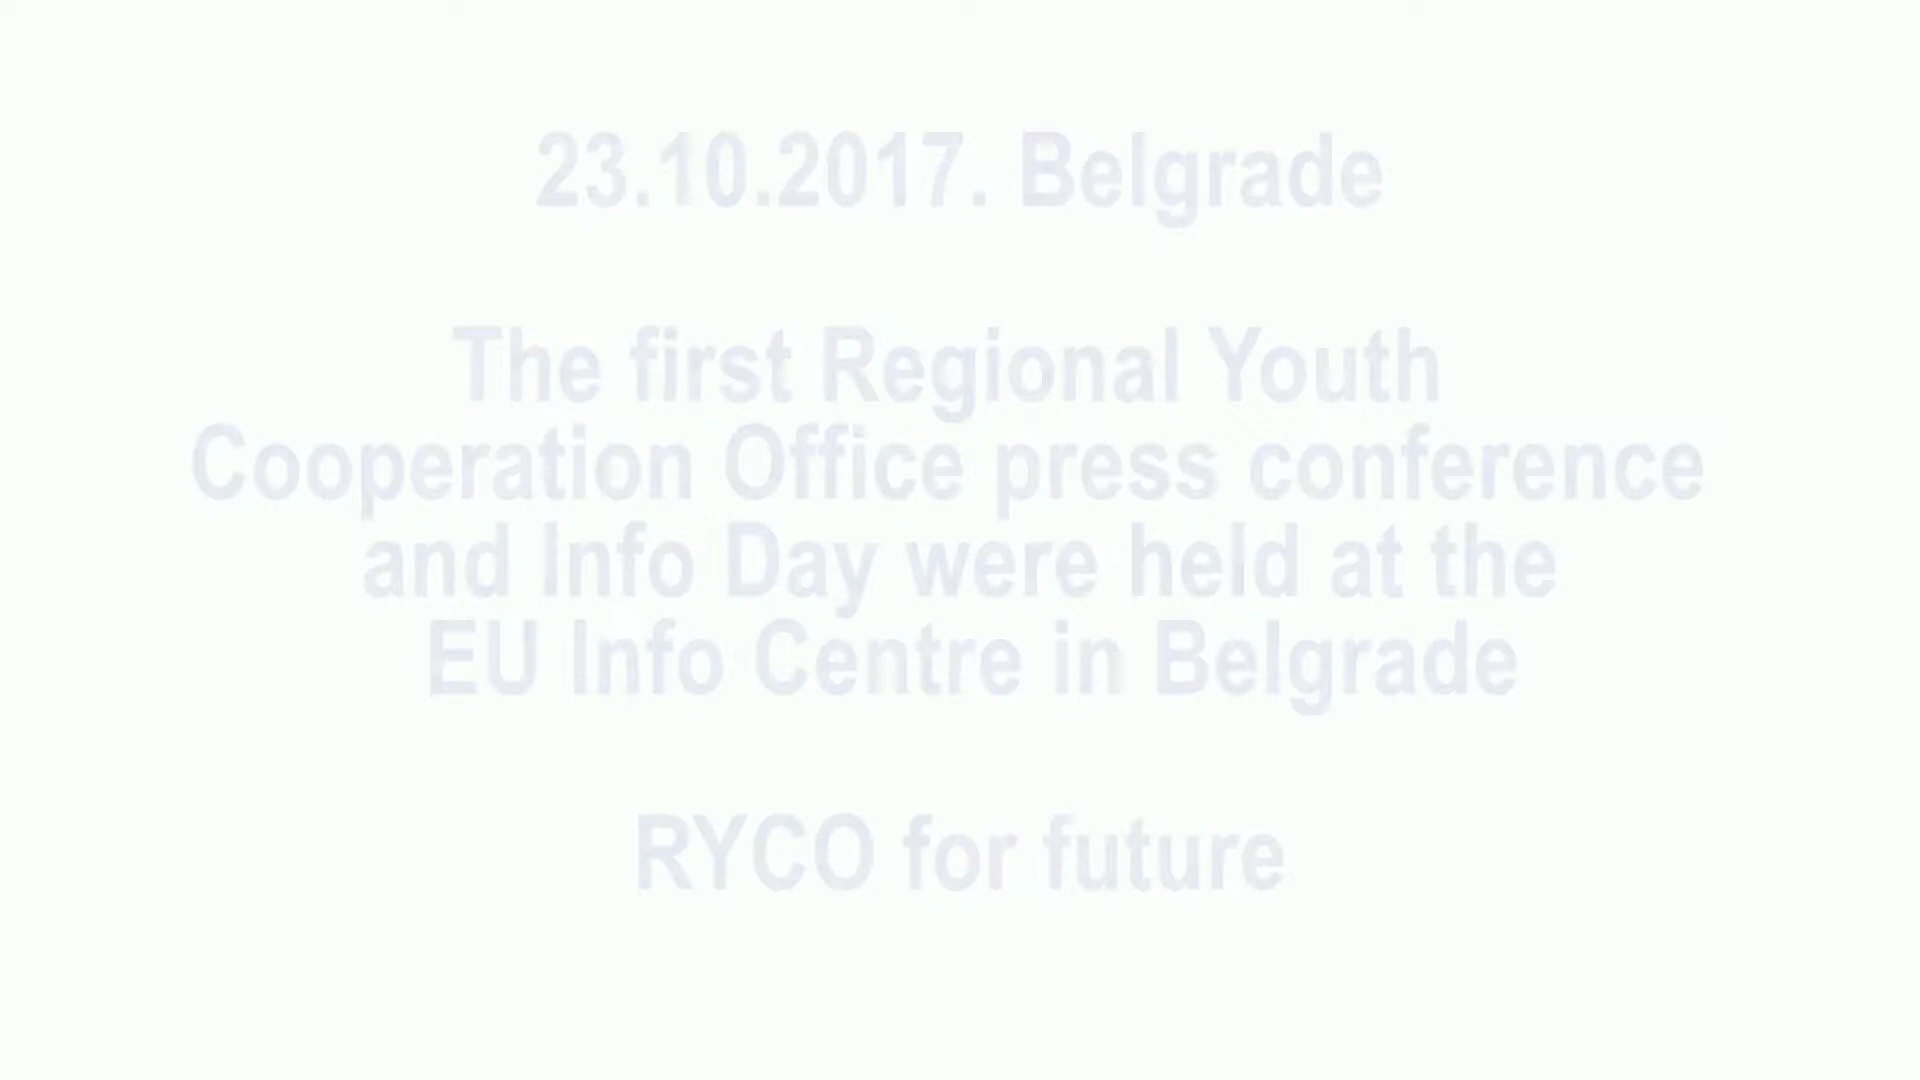 23.10.2017. Belgrade
The first Regional Youth
Cooperation Office press conference
and Info Day were held at the
EU Info Centre in Belgrade
RYCO for future